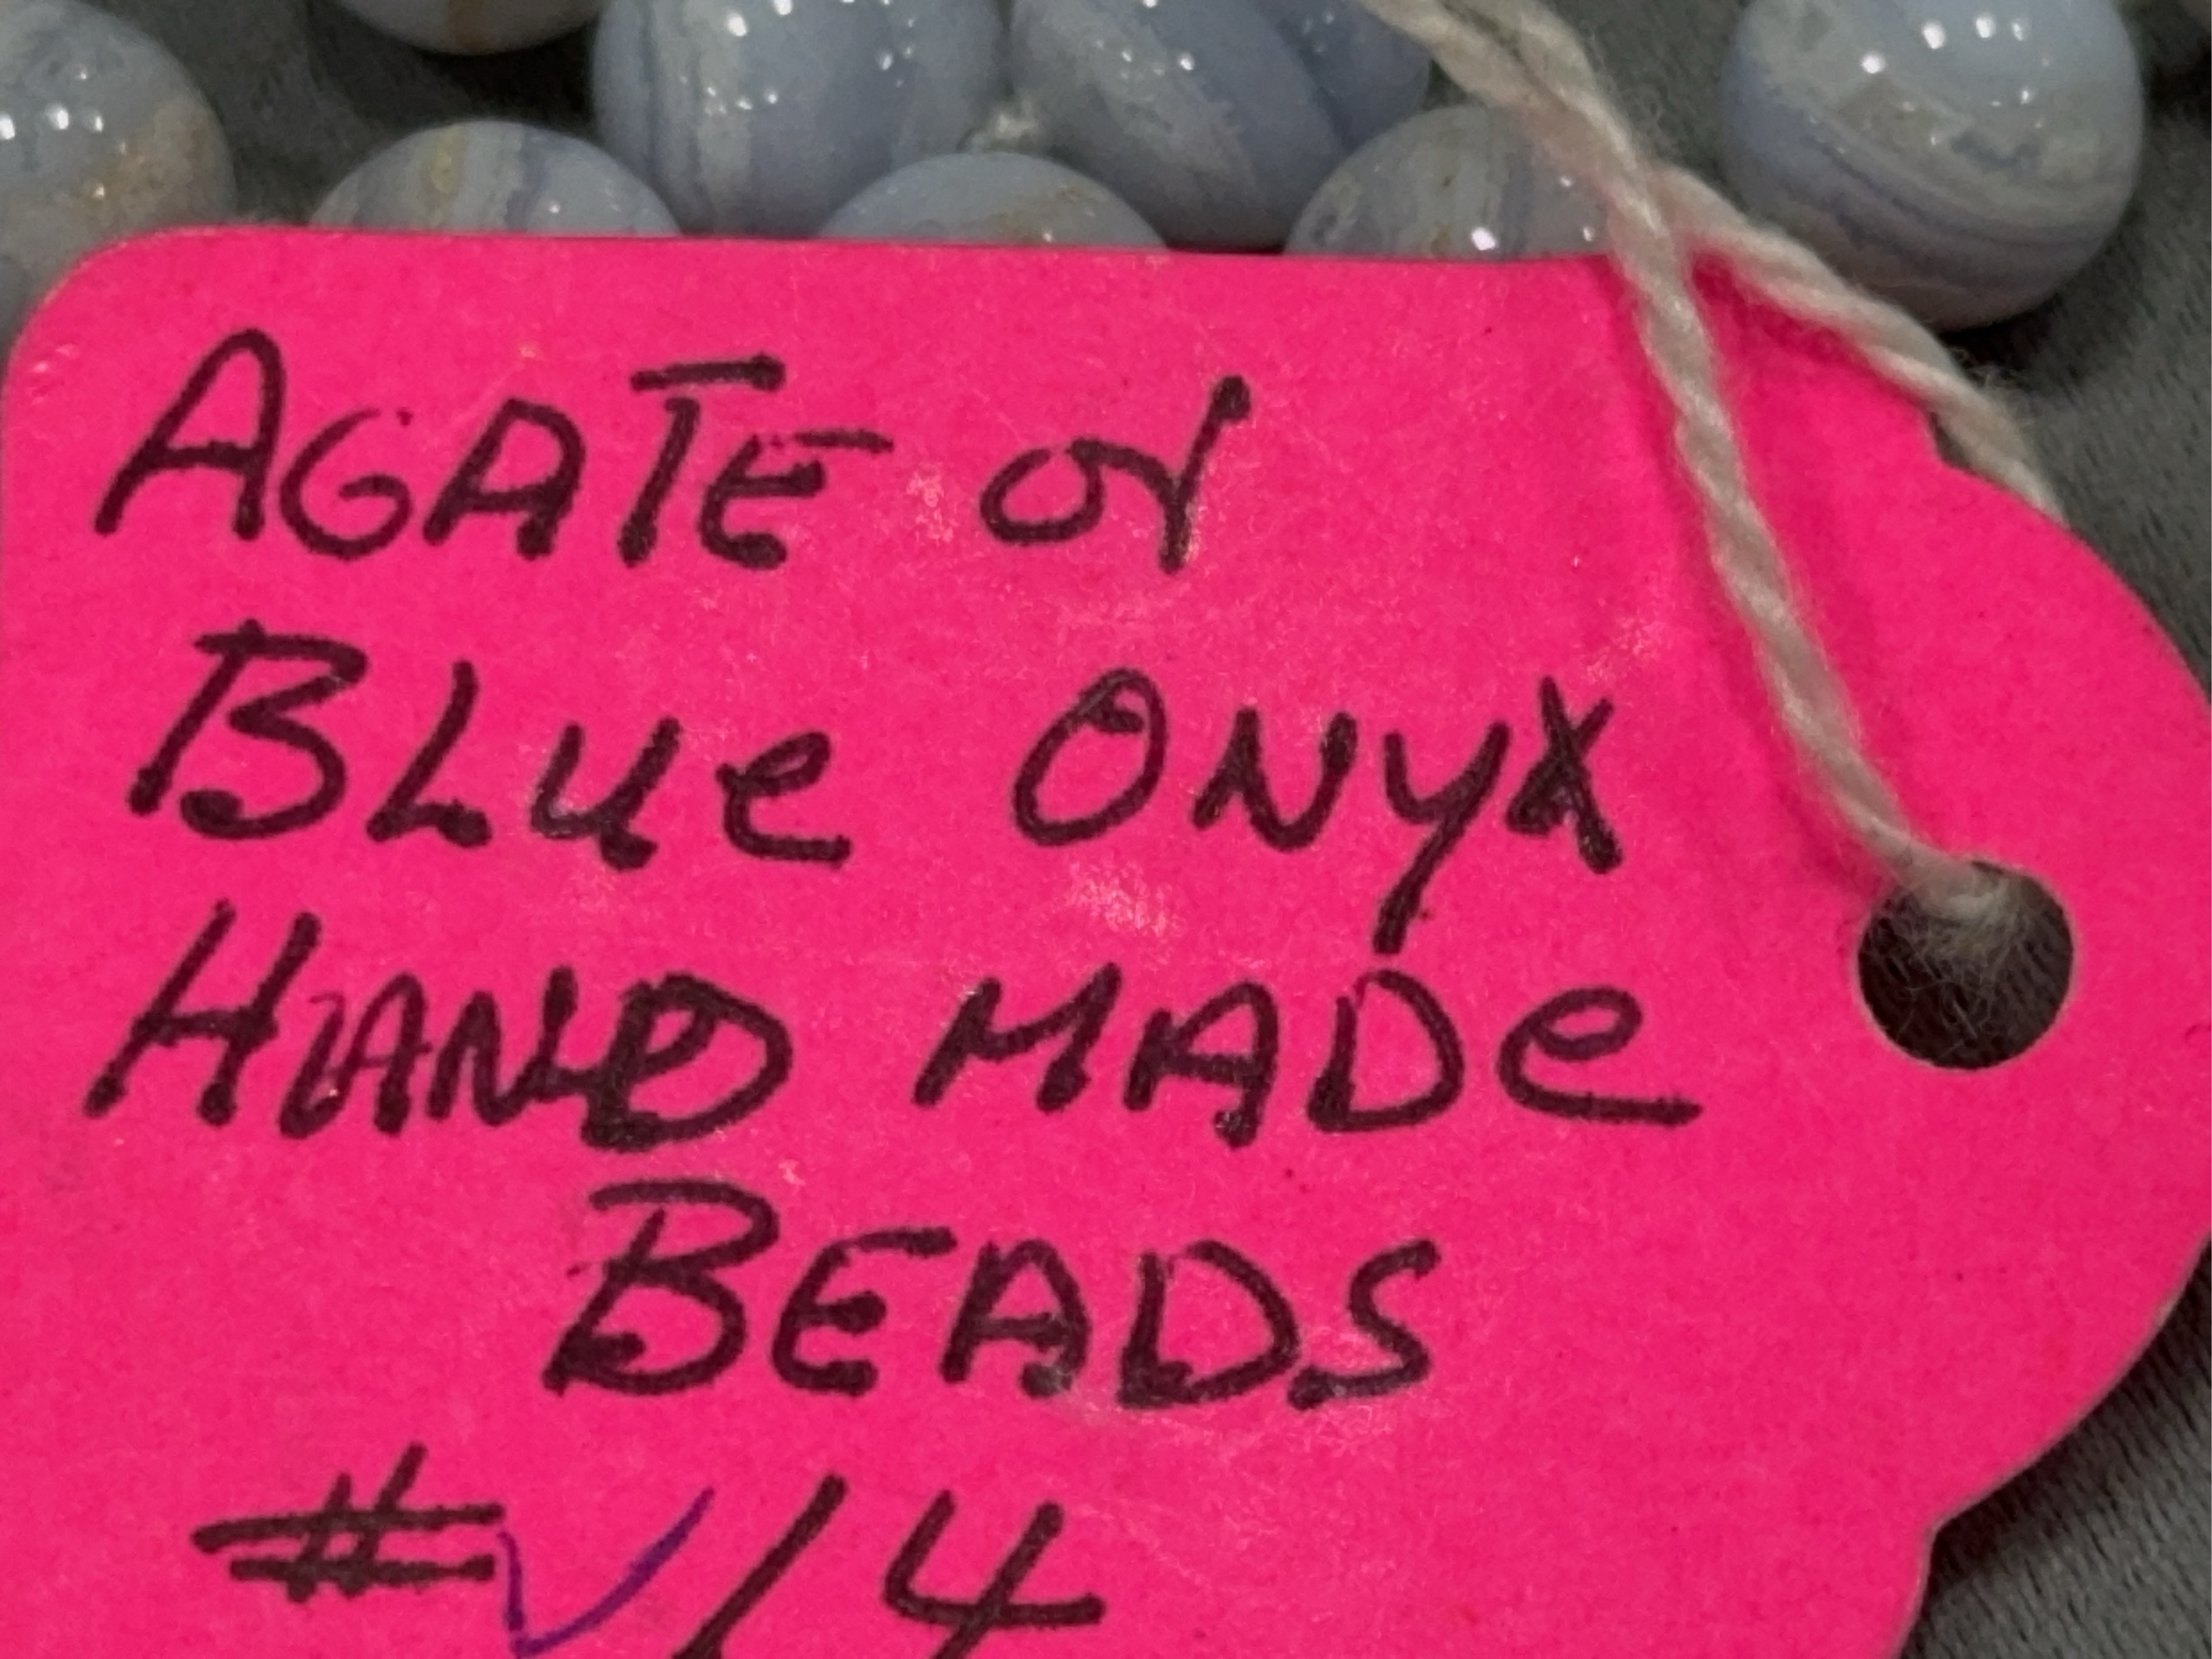 AGATE or
BLue ONyX
HAND MADe
BEADS
#V14